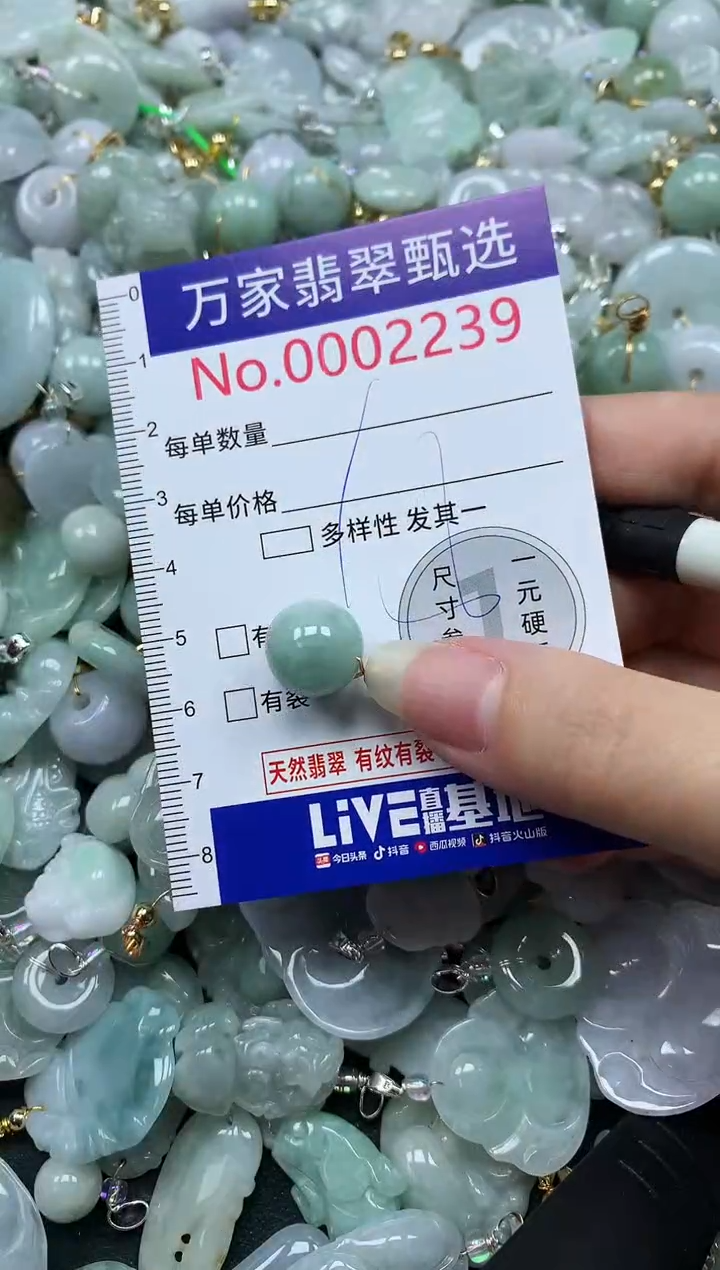 万家翡翠甄选
No.0002239
0
1
2
每单数量
3
每单价格
多样性 发其一
4
尺寸 一元硬
1
5
有
6
有裂
天然翡翠 有纹有裂
7
LiVE直播基地
8
今日头条 抖音 西瓜视频 抖音火山版